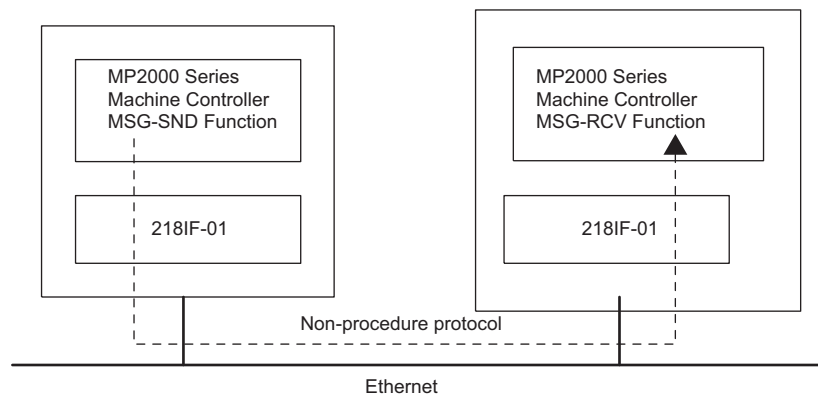 MP2000 Series
Machine Controller
MSG-SND Function
218IF-01
MP2000 Series
Machine Controller
MSG-RCV Function
218IF-01
Non-procedure protocol
Ethernet